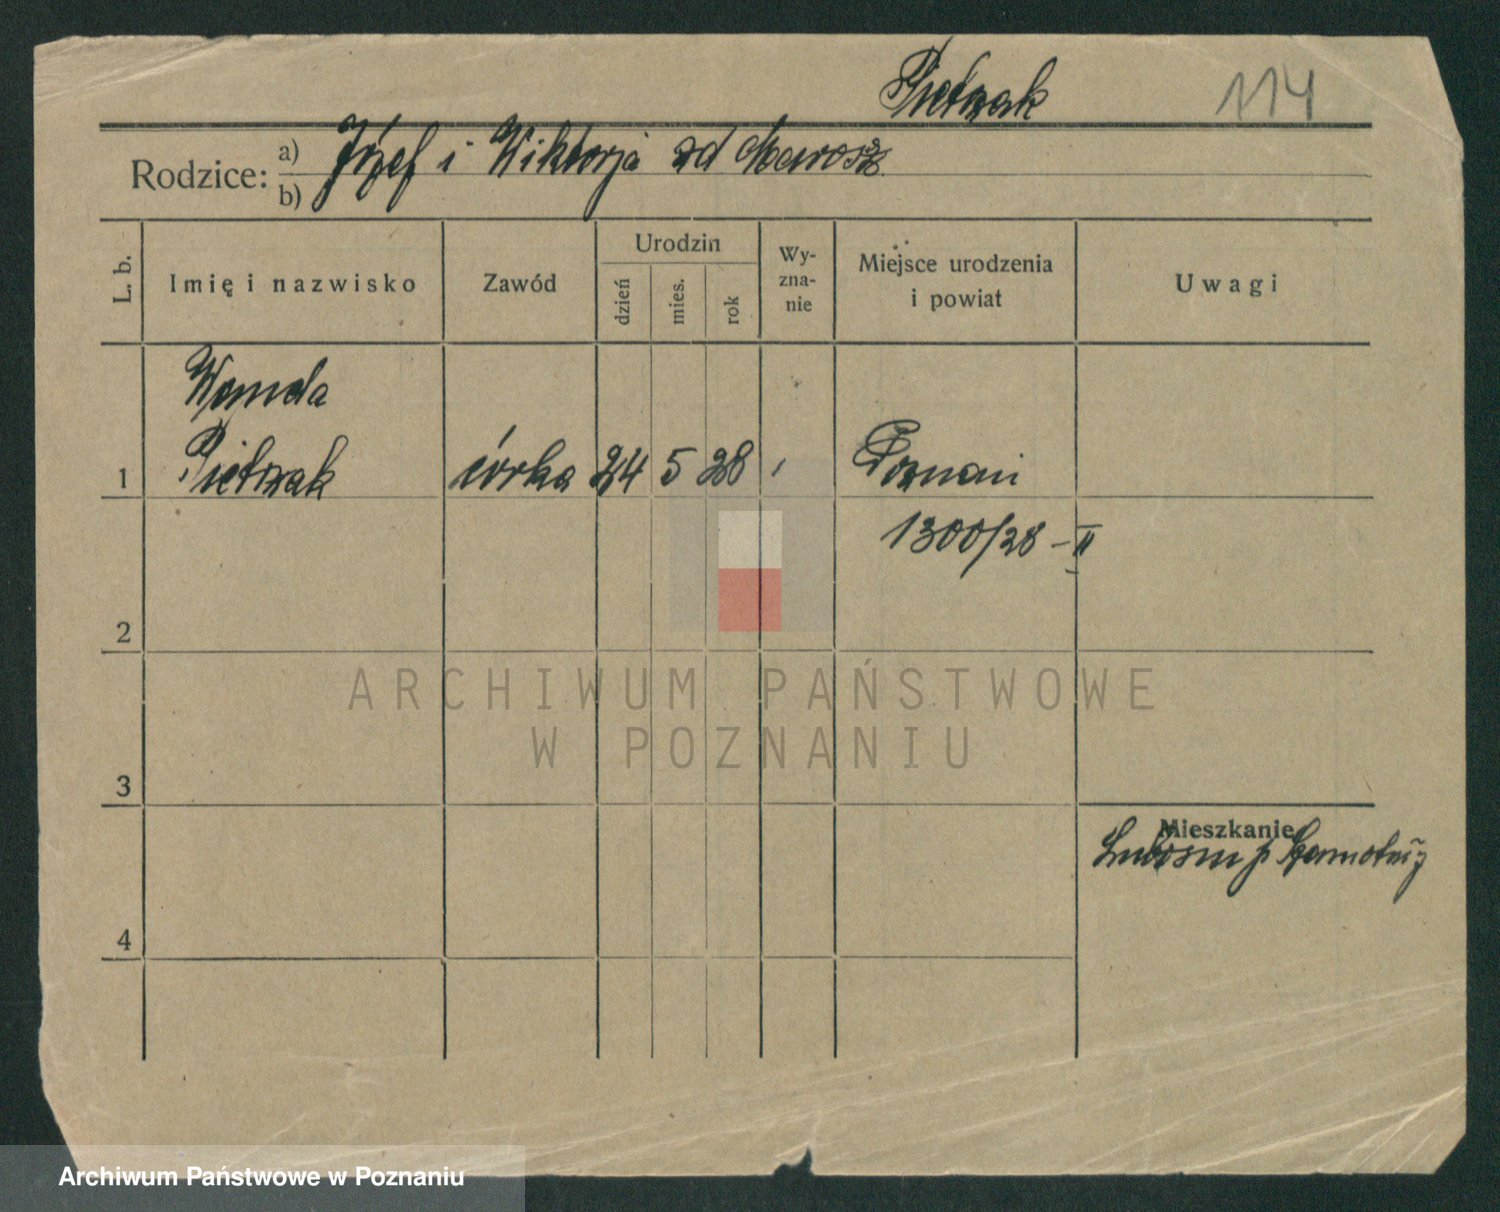 Pietrzak
114
Rodzice: a) Józef i Wiktorja zd
b)
L. b.
Imię i nazwisko
Zawód
Urodzin
dzień
mies.
rok
Wy-
zna-
nie
Miejsce urodzenia
i powiat
Uwagi
Wanda
1 Pietrzak córka 24 5 28 Poznań
1300/28 - II
2
3
4
Mieszkanie
ARCHIWUM PAŃSTWOWE
W POZNANIU
Archiwum Państwowe w Poznaniu